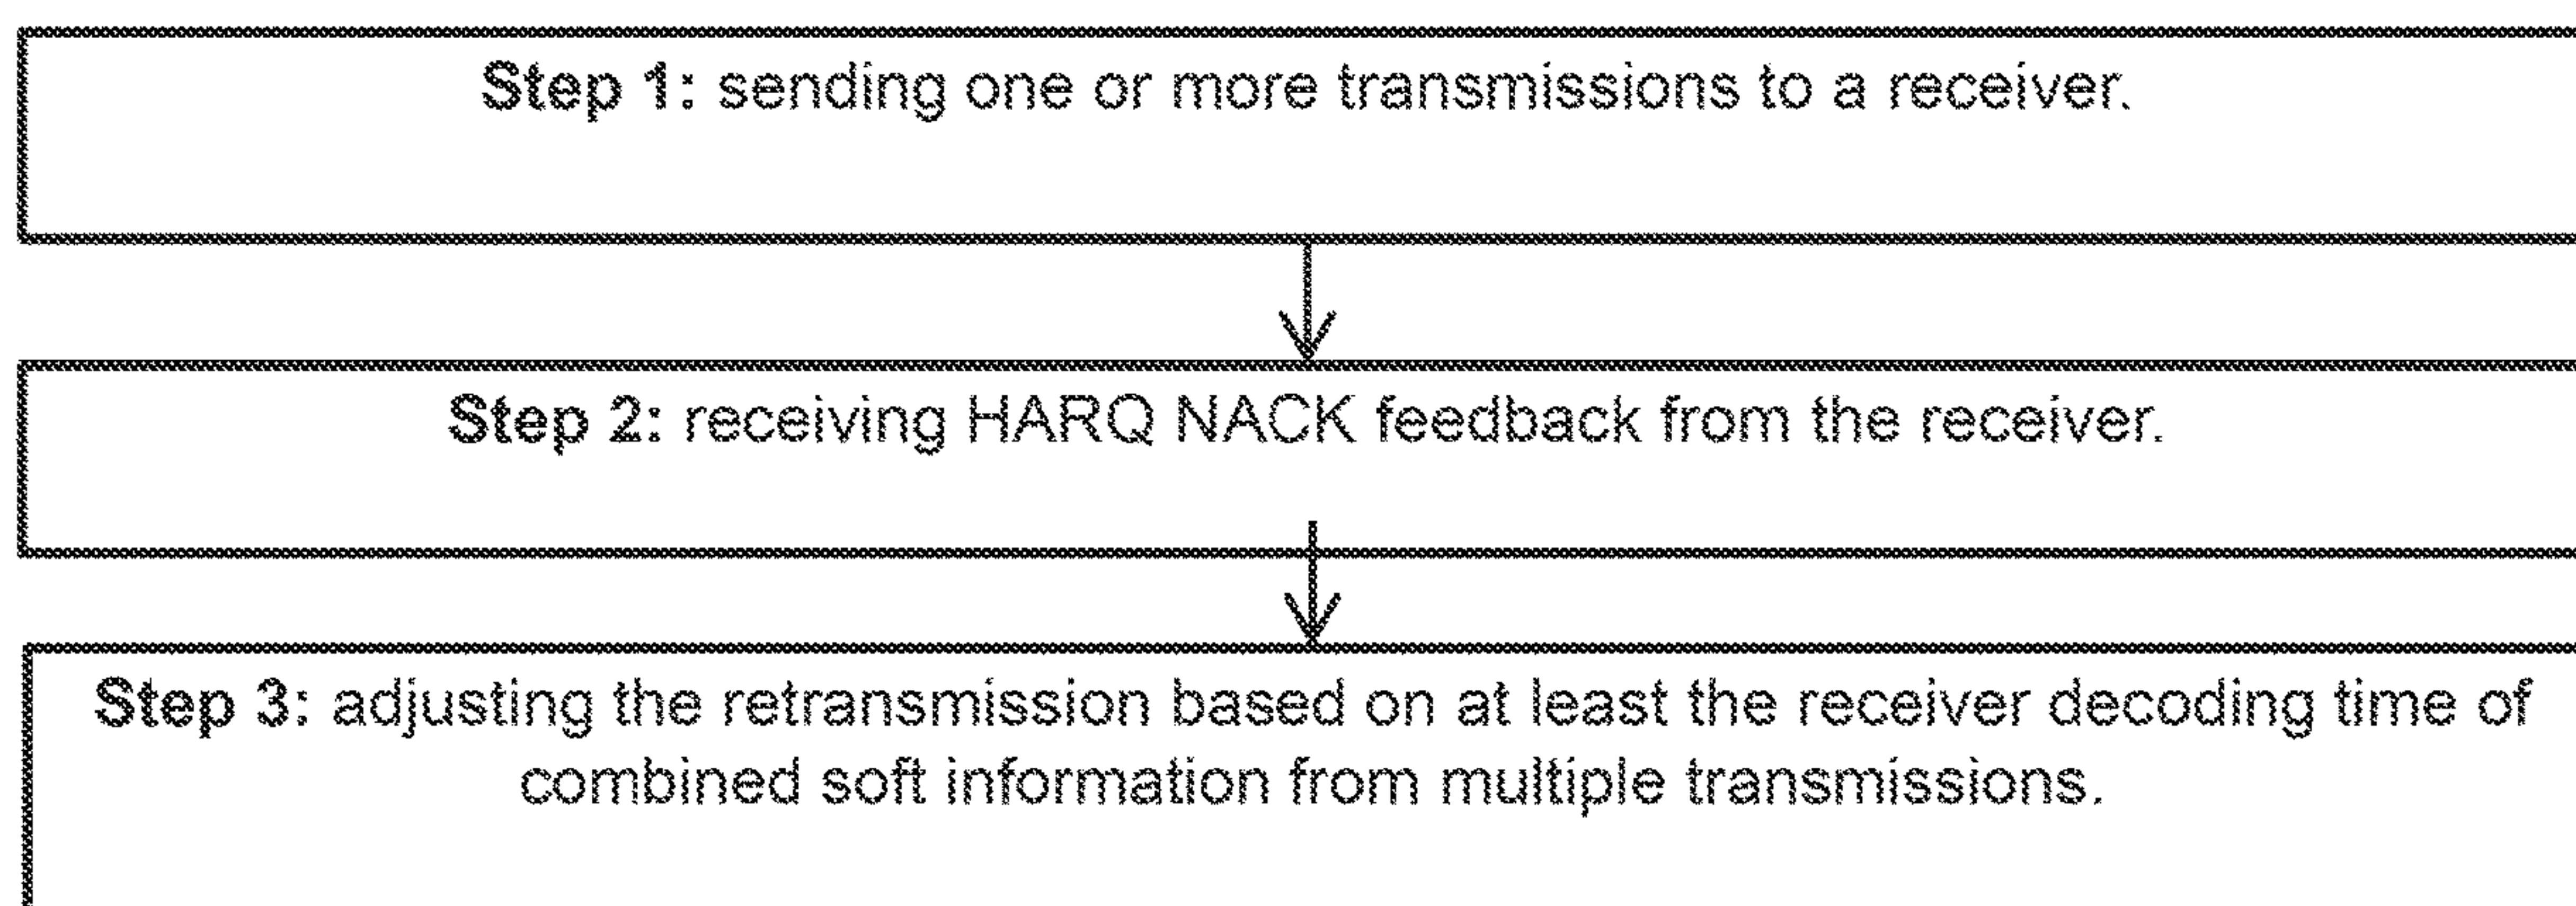 Step 1: sending one or more transmissions to a receiver.
Step 2: receiving HARQ NACK feedback from the receiver.
Step 3: adjusting the retransmission based on at least the receiver decoding time of
combined soft information from multiple transmissions.